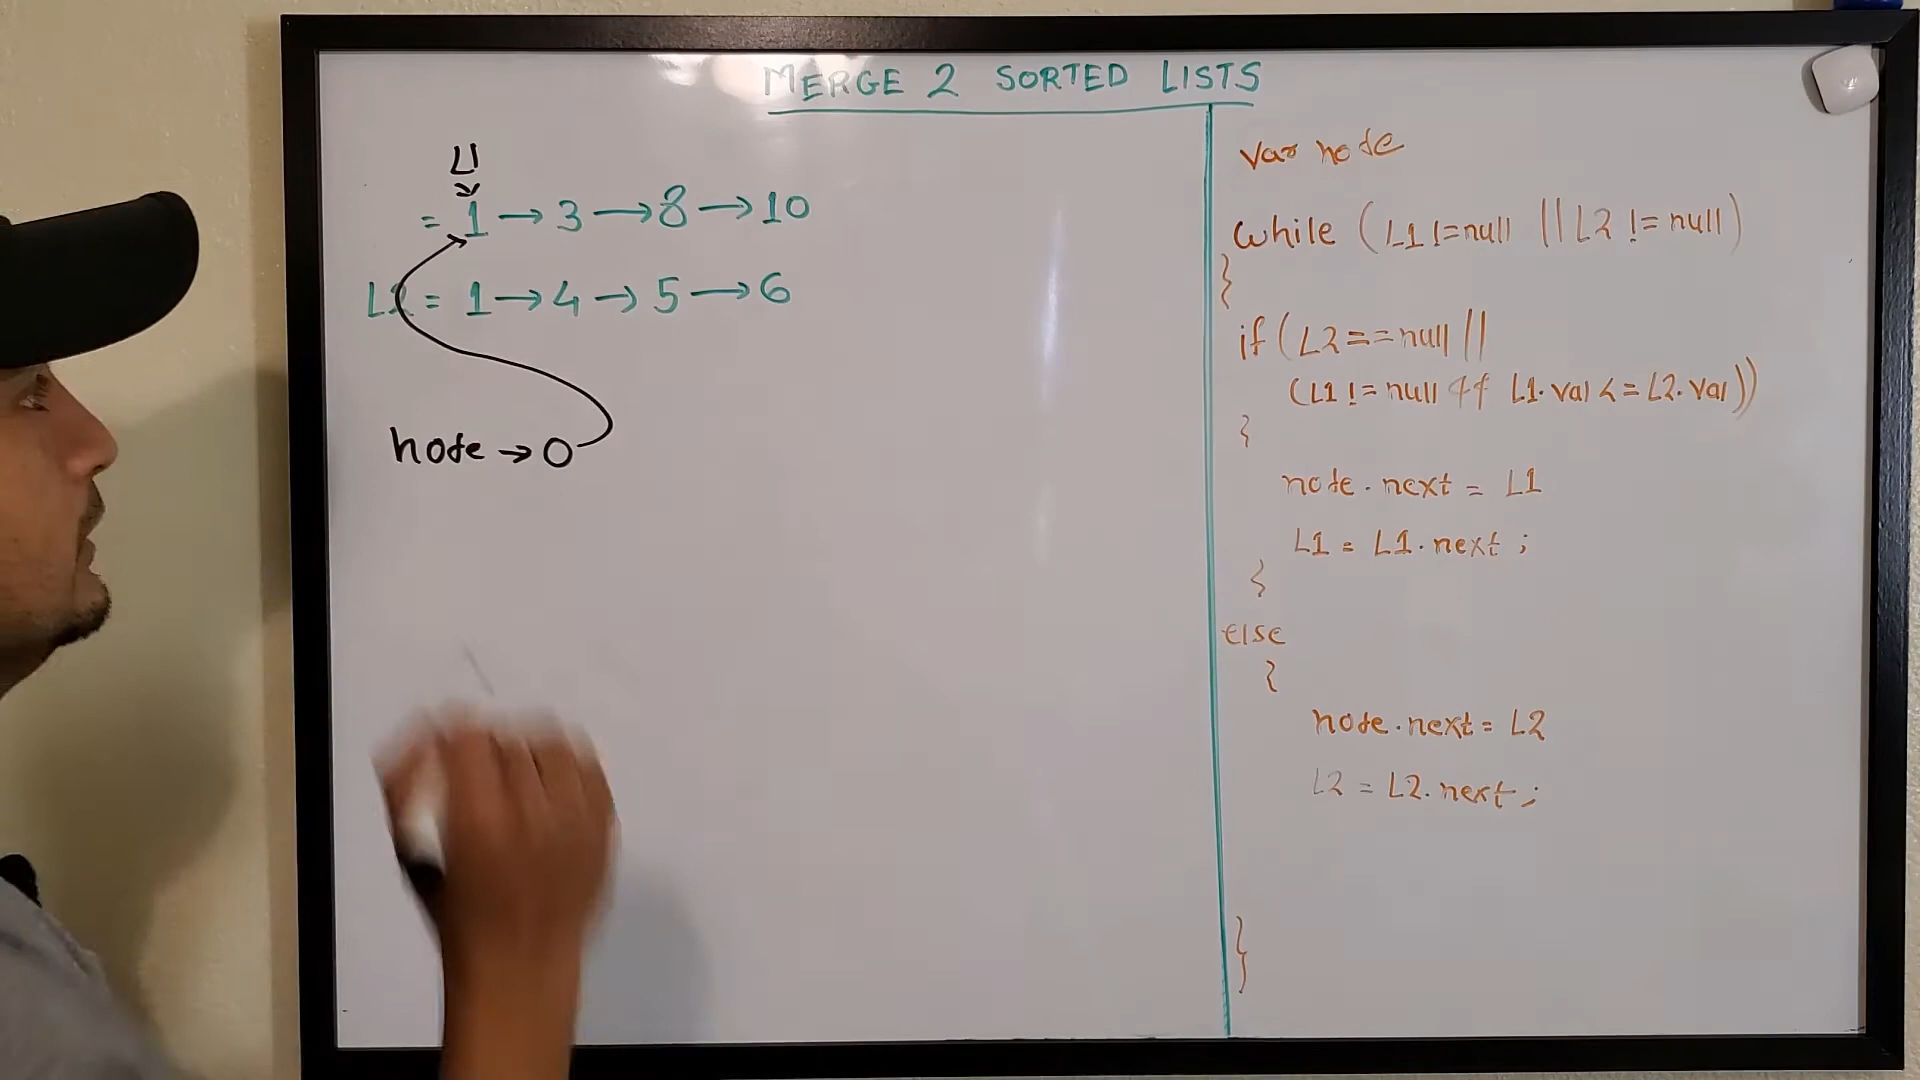 MERGE 2 SORTED LISTS
L1
= 1 → 3 → 8 → 10
L2 = 1 → 4 → 5 → 6
node → O
var node
while (L1 != null || L2 != null)
{
if (L2 == null ||
(L1 != null && L1.val <= L2.val))
{
node.next = L1
L1 = L1.next ;
}
else
{
node.next = L2
L2 = L2.next ;
}